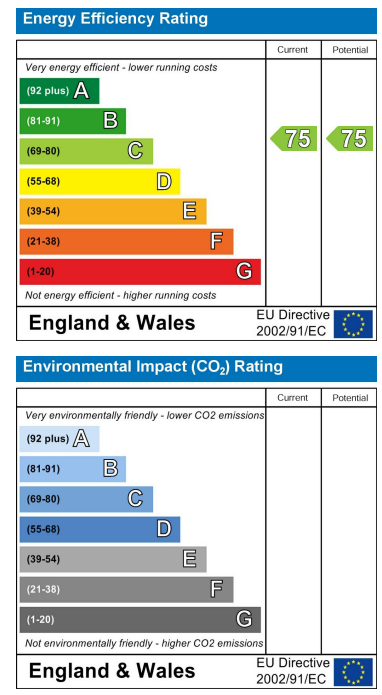 Energy Efficiency Rating
Current Potential
Very energy efficient - lower running costs
(92 plus) A
(81-91) B
(69-80) C
75 75
(55-68) D
(39-54) E
(21-38) F
(1-20) G
Not energy efficient - higher running costs
England & Wales
EU Directive
2002/91/EC
Environmental Impact (CO₂) Rating
Current Potential
Very environmentally friendly - lower CO2 emissions
(92 plus) A
(81-91) B
(69-80) C
(55-68) D
(39-54) E
(21-38) F
(1-20) G
Not environmentally friendly - higher CO2 emissions
England & Wales
EU Directive
2002/91/EC